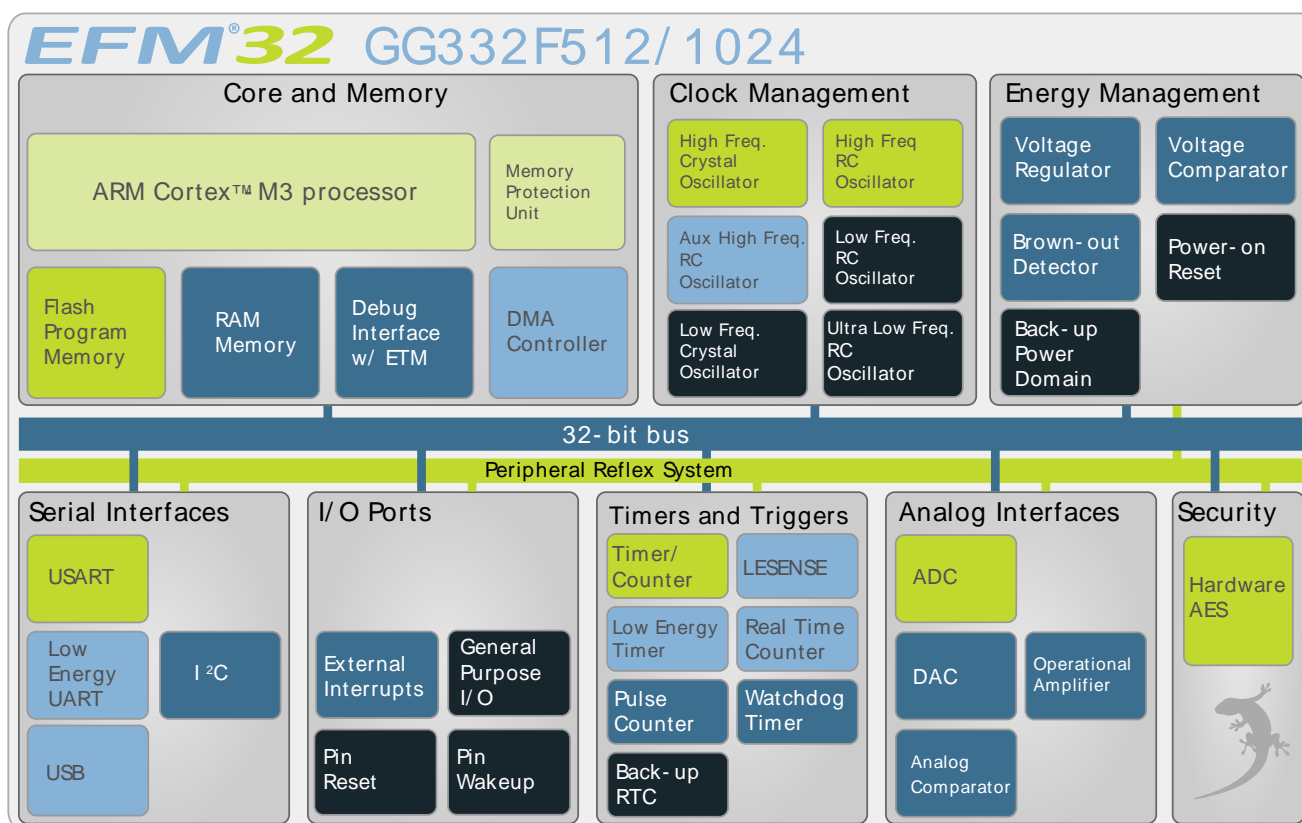 EFM®32 GG332F512/1024
Core and Memory
ARM Cortex™ M3 processor
Memory
Protection
Unit
Flash
Program
Memory
RAM
Memory
Debug
Interface
w/ ETM
DMA
Controller
Clock Management
High Freq.
Crystal
Oscillator
High Freq
RC
Oscillator
Aux High Freq.
RC
Oscillator
Low Freq.
RC
Oscillator
Low Freq.
Crystal
Oscillator
Ultra Low Freq.
RC
Oscillator
Energy Management
Voltage
Regulator
Voltage
Comparator
Brown-out
Detector
Power-on
Reset
Back-up
Power
Domain
32-bit bus
Peripheral Reflex System
Serial Interfaces
USART
Low
Energy
UART
I²C
USB
I/O Ports
External
Interrupts
General
Purpose
I/O
Pin
Reset
Pin
Wakeup
Timers and Triggers
Timer/
Counter
LESENSE
Low Energy
Timer
Real Time
Counter
Pulse
Counter
Watchdog
Timer
Back-up
RTC
Analog Interfaces
ADC
DAC
Operational
Amplifier
Analog
Comparator
Security
Hardware
AES